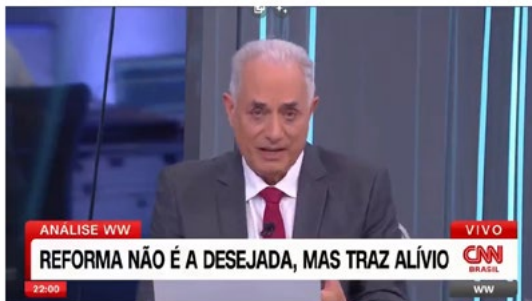 ANÁLISE WW
VIVO
REFORMA NÃO É A DESEJADA, MAS TRAZ ALÍVIO
CNN
BRASIL
22:00
WW